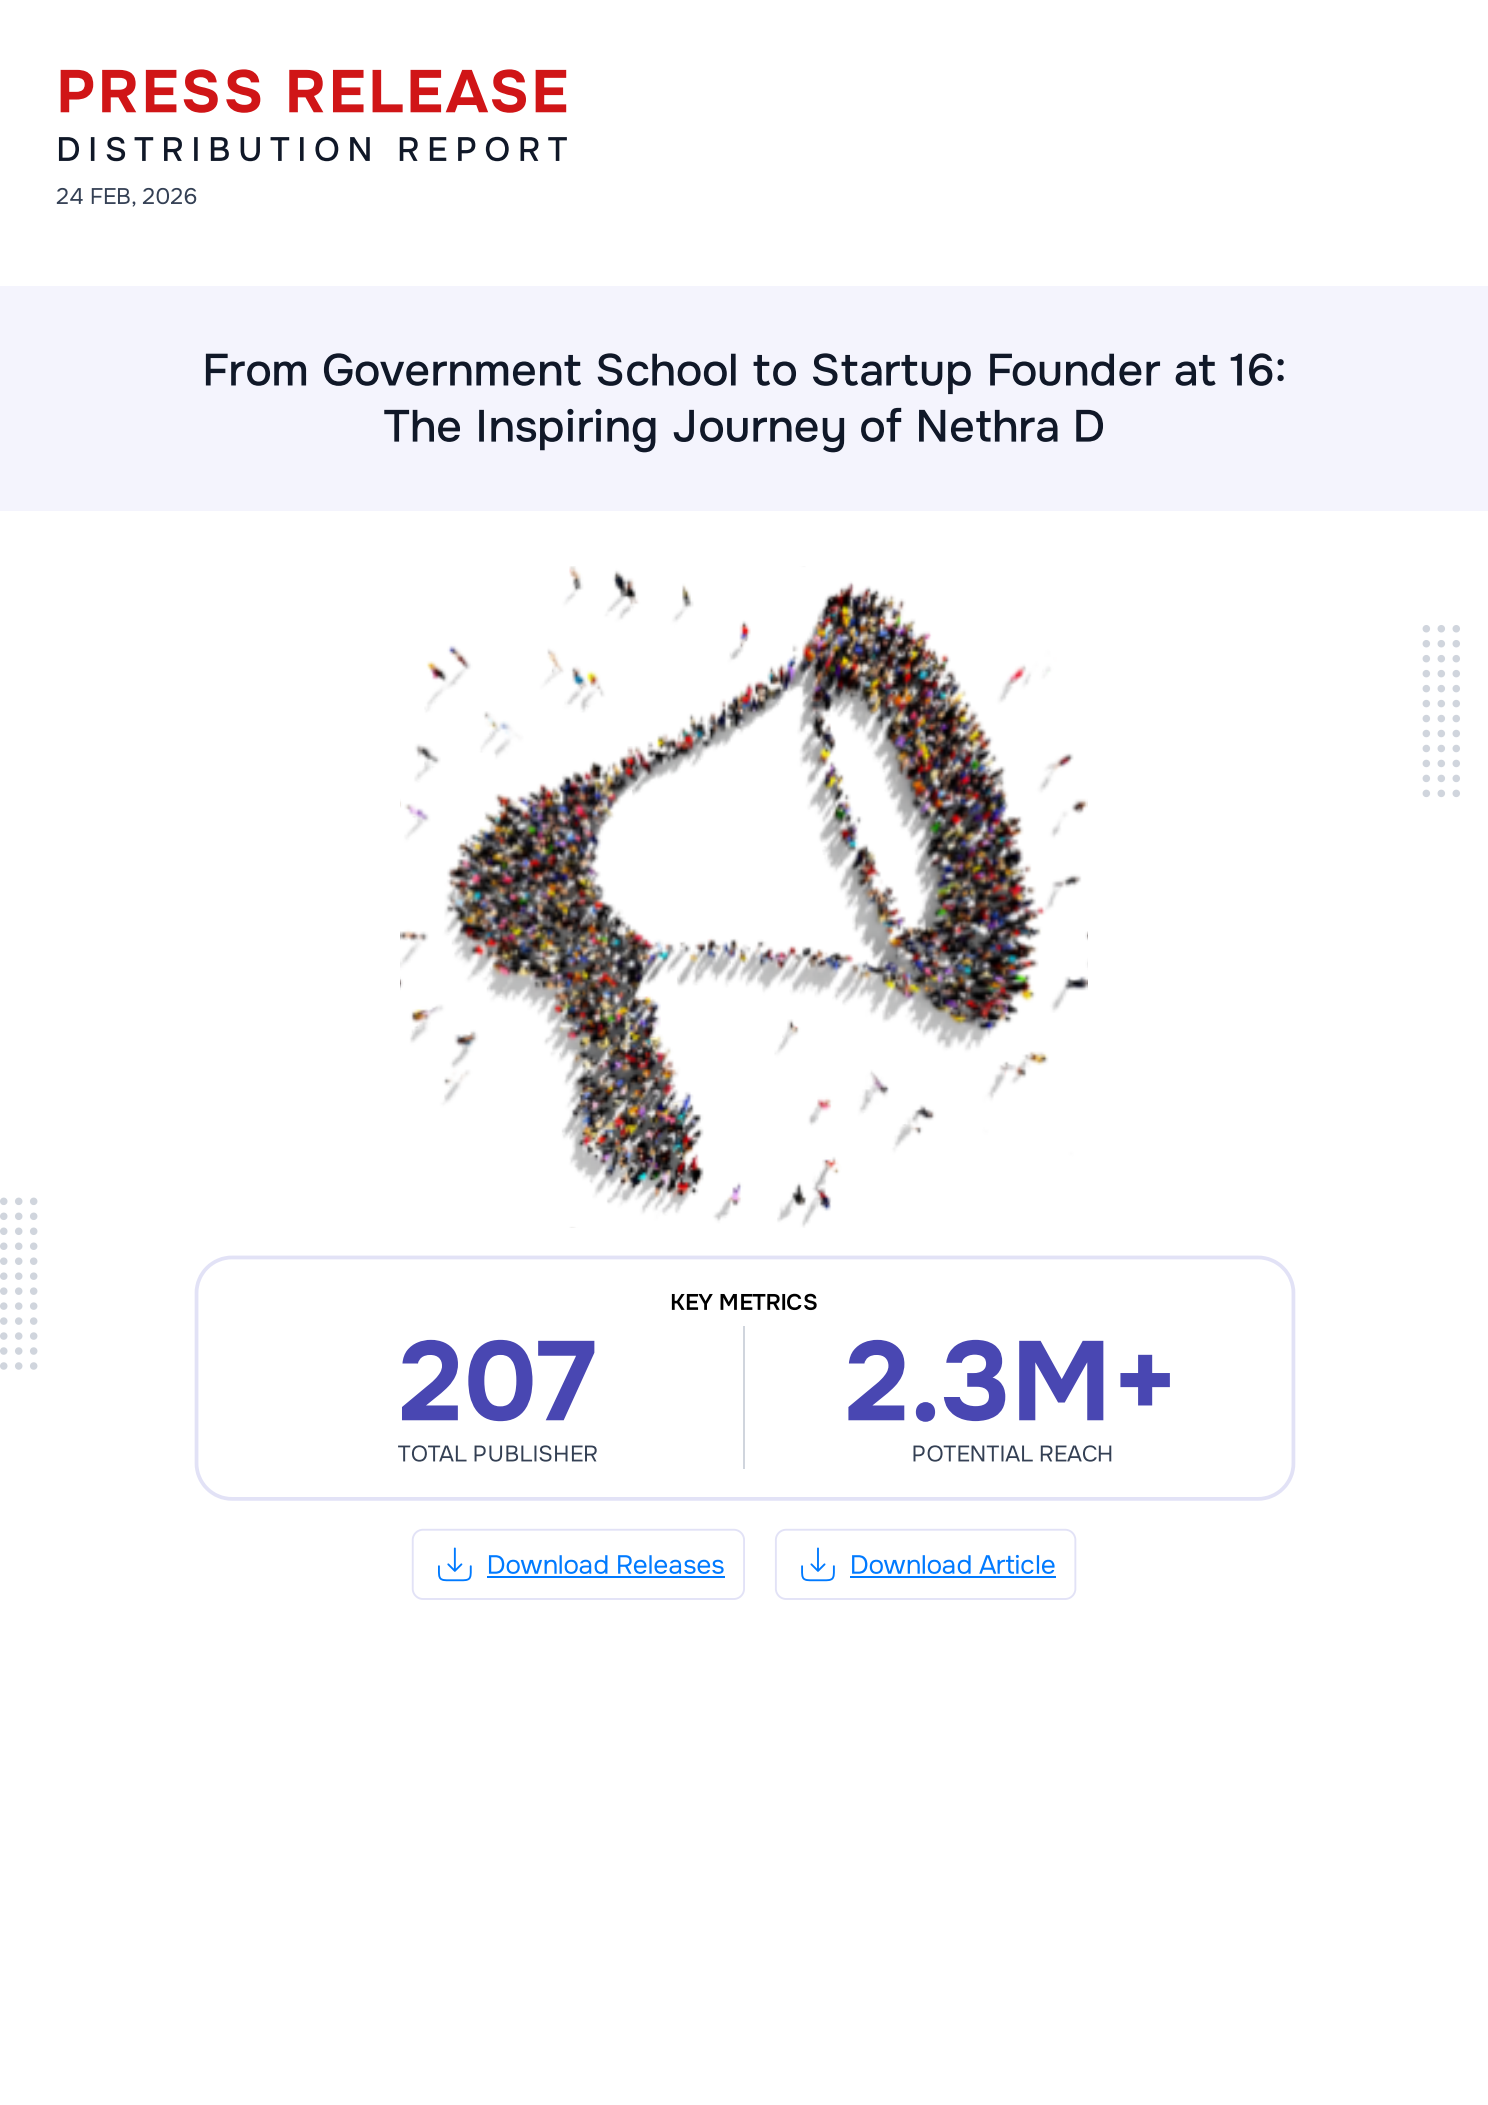 PRESS RELEASE
DISTRIBUTION REPORT
24 FEB, 2026
From Government School to Startup Founder at 16:
The Inspiring Journey of Nethra D
KEY METRICS
207
TOTAL PUBLISHER
2.3M+
POTENTIAL REACH
Download Releases
Download Article